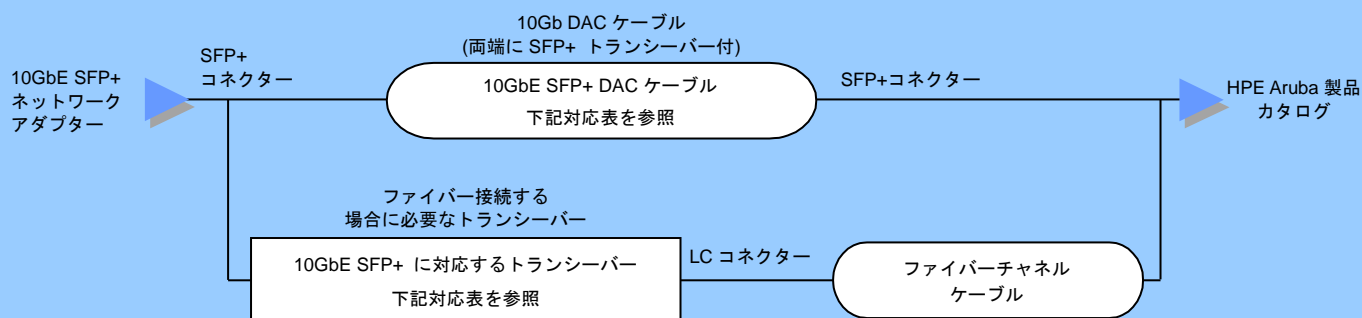 10Gb DAC ケーブル
(両端に SFP+ トランシーバー付)
SFP+
コネクター
10GbE SFP+
ネットワーク
アダプター
10GbE SFP+ DAC ケーブル
下記対応表を参照
SFP+コネクター
HPE Aruba 製品
カタログ
ファイバー接続する
場合に必要なトランシーバー
10GbE SFP+ に対応するトランシーバー
下記対応表を参照
LC コネクター
ファイバーチャネル
ケーブル